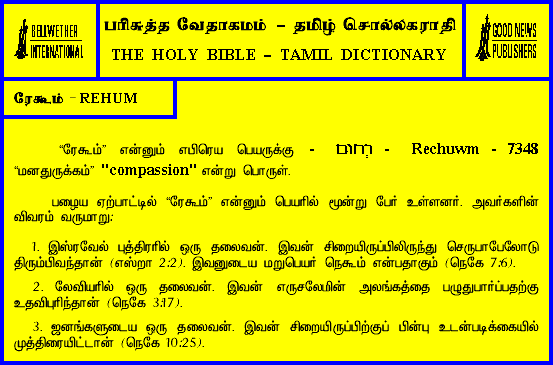 BELLWETHER
INTERNATIONAL
பரிசுத்த வேதாகமம் – தமிழ் சொல்லகராதி
THE HOLY BIBLE – TAMIL DICTIONARY
GOOD NEWS
PUBLISHERS
ரேகூம் - REHUM
"ரேகூம்" என்னும் எபிரெய பெயருக்கு - רחום - Rechuwm - 7348
"மனதுருக்கம்" "compassion" என்று பொருள்.
பழைய ஏற்பாட்டில் "ரேகூம்" என்னும் பெயரில் மூன்று பேர் உள்ளனர். அவர்களின்
விவரம் வருமாறு:
1. இஸ்ரவேல் புத்திரரில் ஒரு தலைவன். இவன் சிறையிருப்பிலிருந்து செருபாபேலோடு
திரும்பிவந்தான் (எஸ்றா 2:2). இவனுடைய மறுபெயர் நெகூம் என்பதாகும் (நெகே 7:6).
2. லேவியரில் ஒரு தலைவன். இவன் எருசலேமின் அலங்கத்தை பழுதுபார்ப்பதற்கு
உதவிபுரிந்தான் (நெகே 3:17).
3. ஜனங்களுடைய ஒரு தலைவன். இவன் சிறையிருப்பிற்குப் பின்பு உடன்படிக்கையில்
முத்திரையிட்டான் (நெகே 10:25).